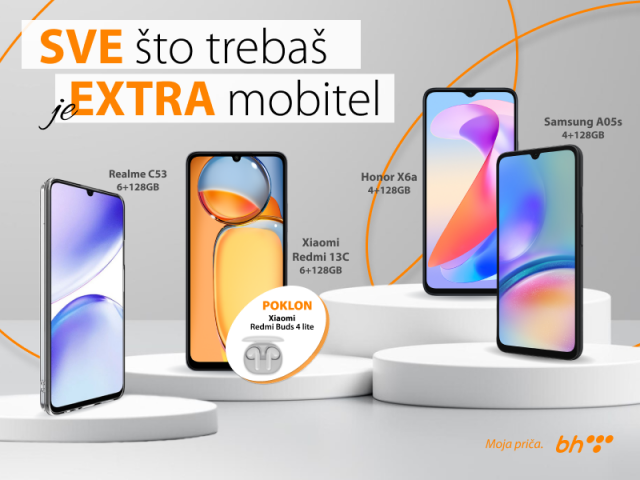 SVE što trebaš
je EXTRA mobitel
Realme C53
6+128GB
Xiaomi
Redmi 13C
6+128GB
POKLON
Xiaomi
Redmi Buds 4 lite
Honor X6a
4+128GB
Samsung A05s
4+128GB
Moja priča.
bh